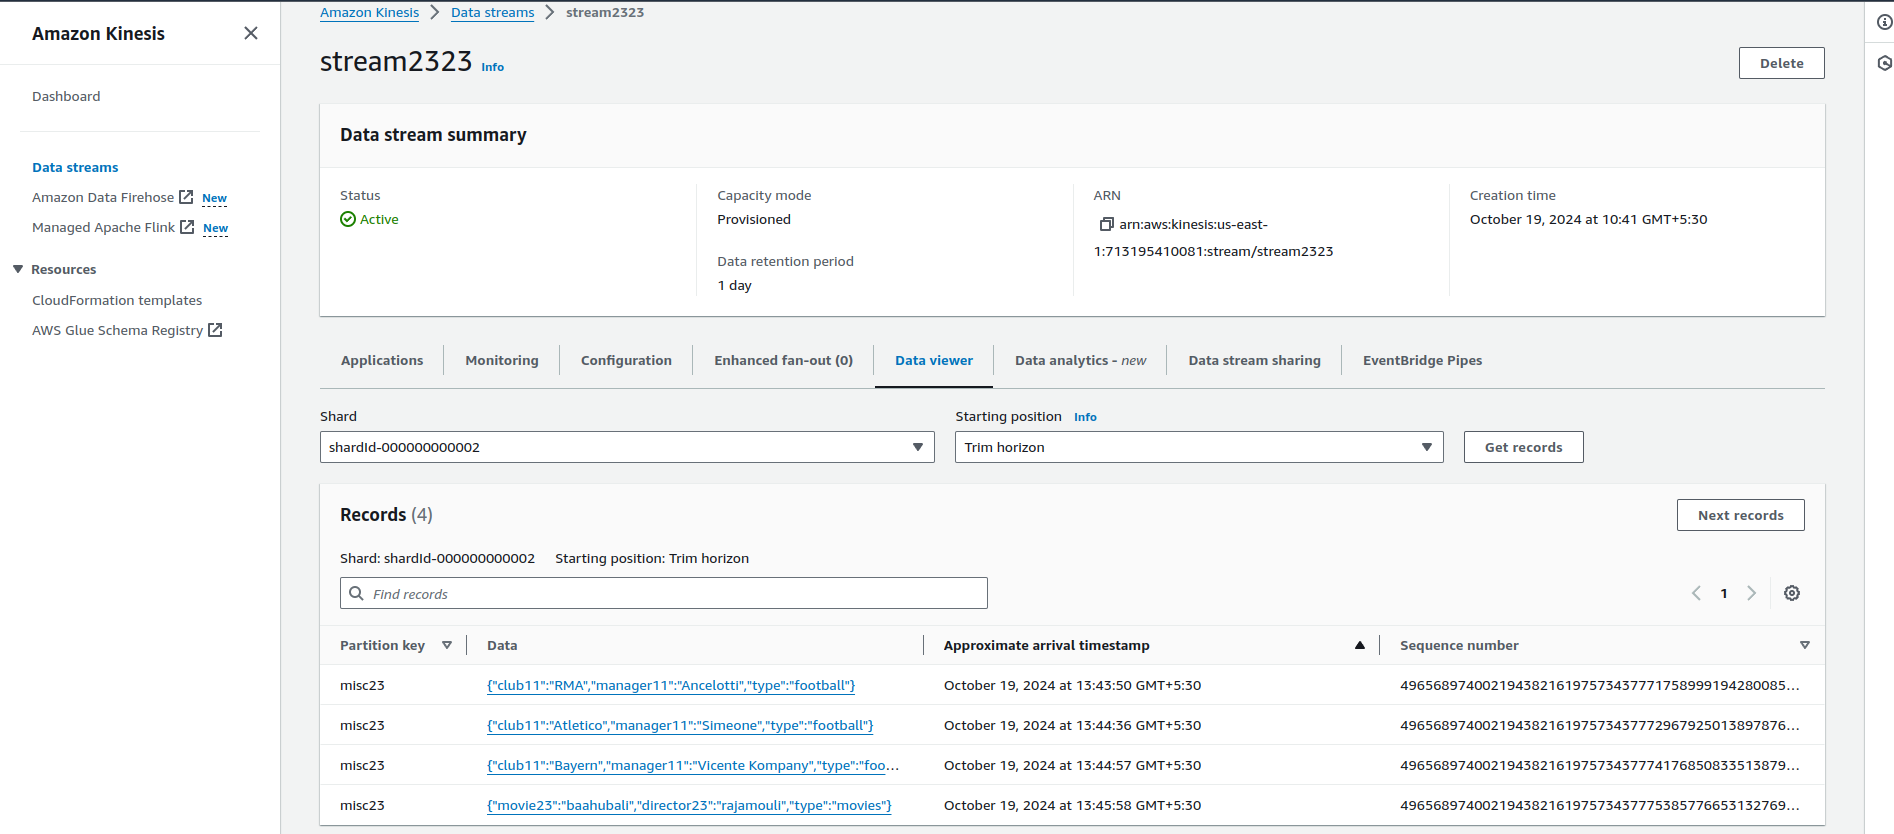 Amazon Kinesis
Dashboard
Data streams
Amazon Data Firehose New
Managed Apache Flink New
Resources
CloudFormation templates
AWS Glue Schema Registry
Amazon Kinesis > Data streams > stream2323
stream2323 Info
Delete
Data stream summary
Status
Active
Capacity mode
Provisioned
Data retention period
1 day
ARN
arn:aws:kinesis:us-east-
1:713195410081:stream/stream2323
Creation time
October 19, 2024 at 10:41 GMT+5:30
Applications Monitoring Configuration Enhanced fan-out (0) Data viewer Data analytics - new Data stream sharing EventBridge Pipes
Shard
shardId-000000000002
Starting position Info
Trim horizon
Get records
Records (4)
Next records
Shard: shardId-000000000002 Starting position: Trim horizon
Find records
1
Partition key Data Approximate arrival timestamp Sequence number
misc23 {"club11":"RMA","manager11":"Ancelotti","type":"football"} October 19, 2024 at 13:43:50 GMT+5:30 49656897400219438216197573437771758999194280085...
misc23 {"club11":"Atletico","manager11":"Simeone","type":"football"} October 19, 2024 at 13:44:36 GMT+5:30 49656897400219438216197573437772967925013897876...
misc23 {"club11":"Bayern","manager11":"Vicente Kompany","type":"foo... October 19, 2024 at 13:44:57 GMT+5:30 49656897400219438216197573437774176850833513879...
misc23 {"movie23":"baahubali","director23":"rajamouli","type":"movies"} October 19, 2024 at 13:45:58 GMT+5:30 49656897400219438216197573437775385776653132769...